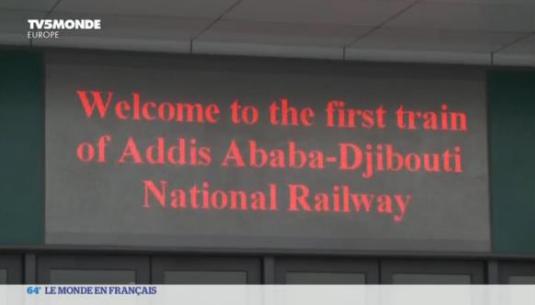 TV5MONDE
EUROPE
Welcome to the first train
of Addis Ababa-Djibouti
National Railway
64' LE MONDE EN FRANÇAIS